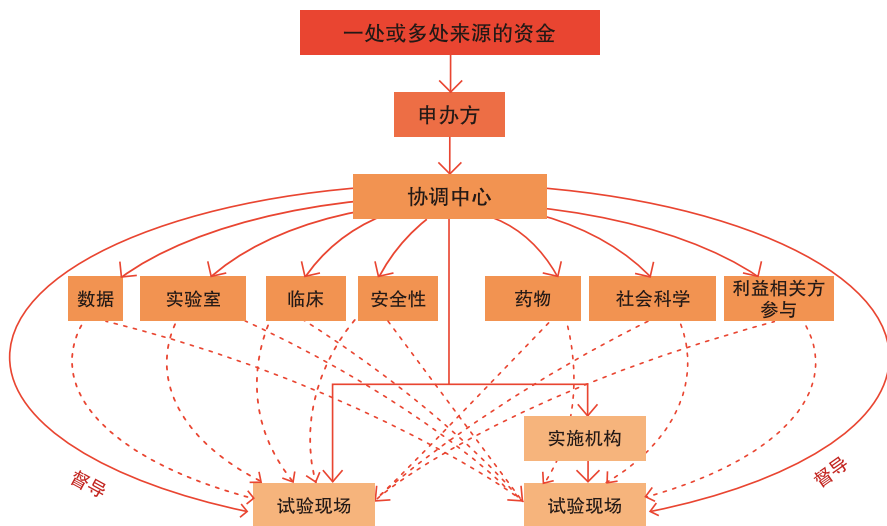 一处或多处来源的资金
申办方
协调中心
数据
实验室
临床
安全性
药物
社会科学
利益相关方
参与
实施机构
督导
督导
试验现场
试验现场